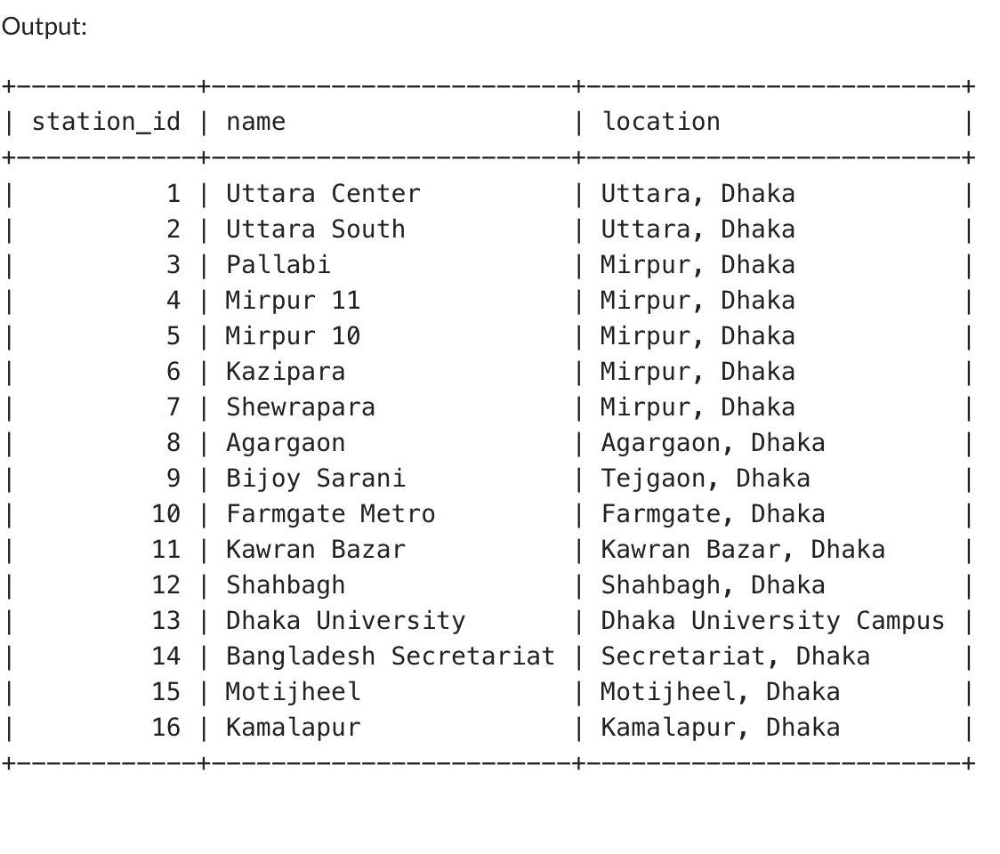 Output:
+------------+------------------------+-------------------------+
| station_id | name                   | location                |
+------------+------------------------+-------------------------+
|          1 | Uttara Center          | Uttara, Dhaka           |
|          2 | Uttara South           | Uttara, Dhaka           |
|          3 | Pallabi                | Mirpur, Dhaka           |
|          4 | Mirpur 11              | Mirpur, Dhaka           |
|          5 | Mirpur 10              | Mirpur, Dhaka           |
|          6 | Kazipara               | Mirpur, Dhaka           |
|          7 | Shewrapara             | Mirpur, Dhaka           |
|          8 | Agargaon               | Agargaon, Dhaka         |
|          9 | Bijoy Sarani           | Tejgaon, Dhaka          |
|         10 | Farmgate Metro         | Farmgate, Dhaka         |
|         11 | Kawran Bazar           | Kawran Bazar, Dhaka     |
|         12 | Shahbagh               | Shahbagh, Dhaka         |
|         13 | Dhaka University       | Dhaka University Campus |
|         14 | Bangladesh Secretariat | Secretariat, Dhaka      |
|         15 | Motijheel              | Motijheel, Dhaka        |
|         16 | Kamalapur              | Kamalapur, Dhaka        |
+------------+------------------------+-------------------------+